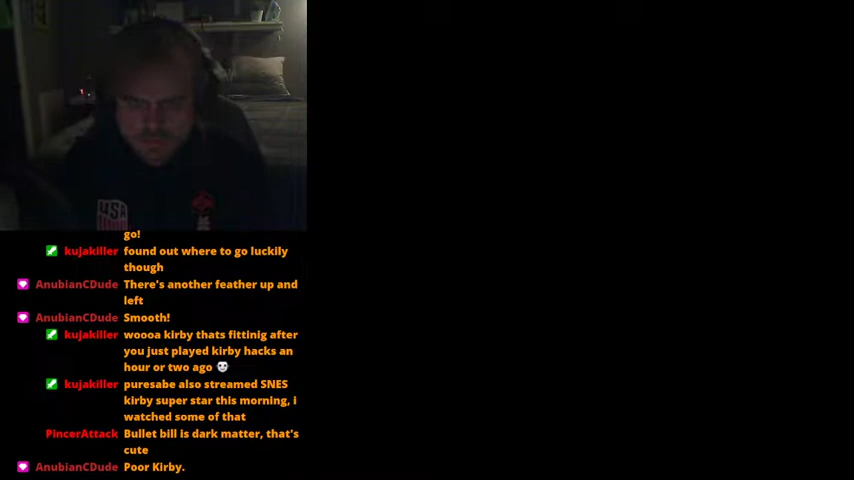 USA
go!
kujakiller found out where to go luckily
though
AnubianCDude There's another feather up and
left
AnubianCDude Smooth!
kujakiller woooa kirby thats fittinig after
you just played kirby hacks an
hour or two ago
kujakiller puresabe also streamed SNES
kirby super star this morning, i
watched some of that
PincerAttack Bullet bill is dark matter, that's
cute
AnubianCDude Poor Kirby.